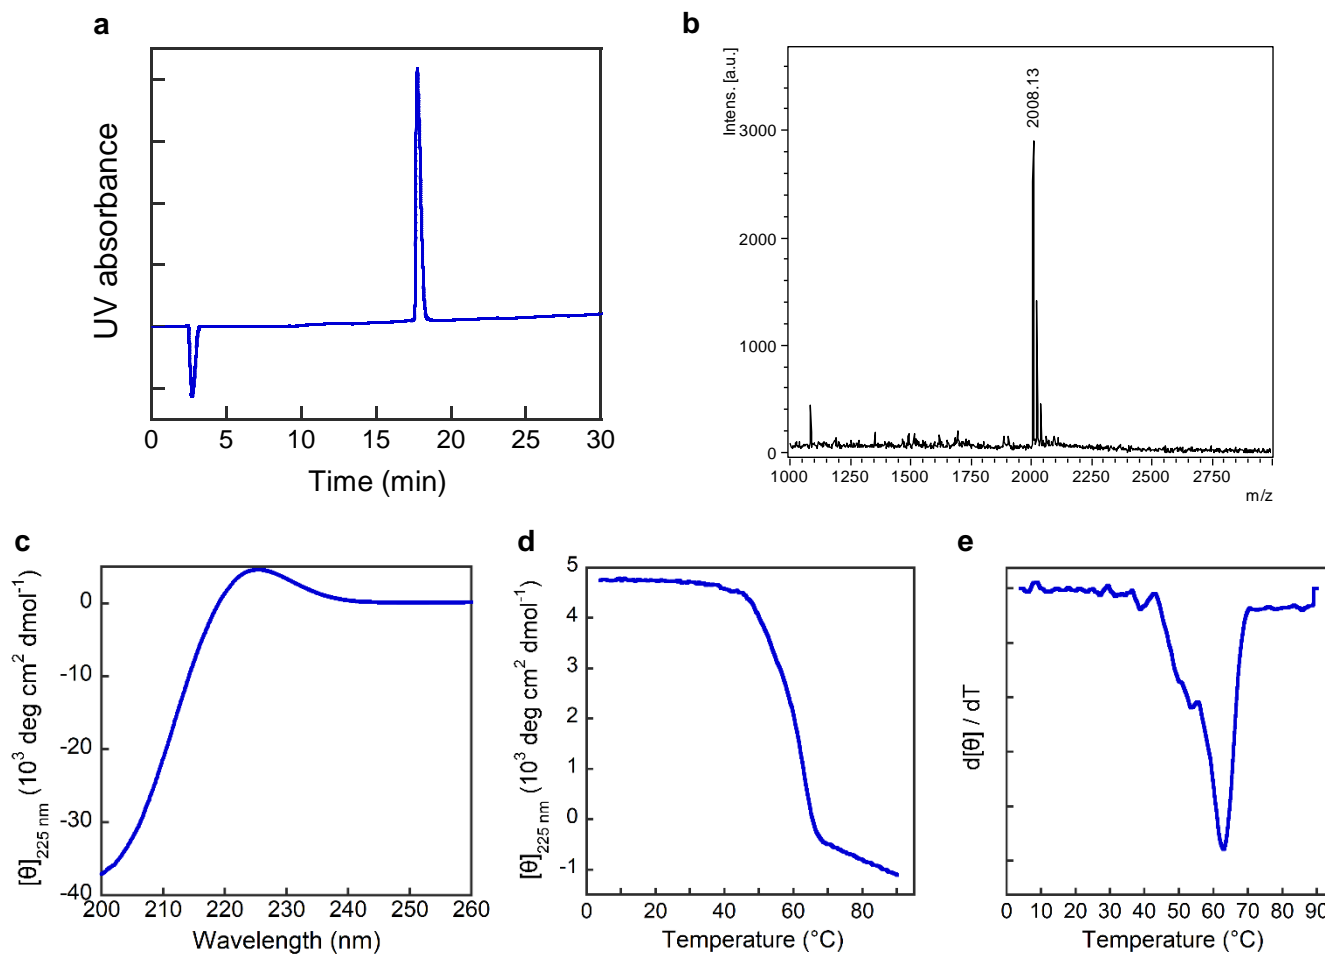 a
UV absorbance
0 5 10 15 20 25 30
Time (min)
b
Intens. [a.u.]
3000
2000
1000
0
2008.13
1000 1250 1500 1750 2000 2250 2500 2750
m/z
c
[θ]225 nm (10³ deg cm² dmol⁻¹)
0
-10
-20
-30
-40
200 210 220 230 240 250 260
Wavelength (nm)
d
[θ]225 nm (10³ deg cm² dmol⁻¹)
5
4
3
2
1
0
-1
0 20 40 60 80
Temperature (°C)
e
d[θ] / dT
0 10 20 30 40 50 60 70 80 90
Temperature (°C)